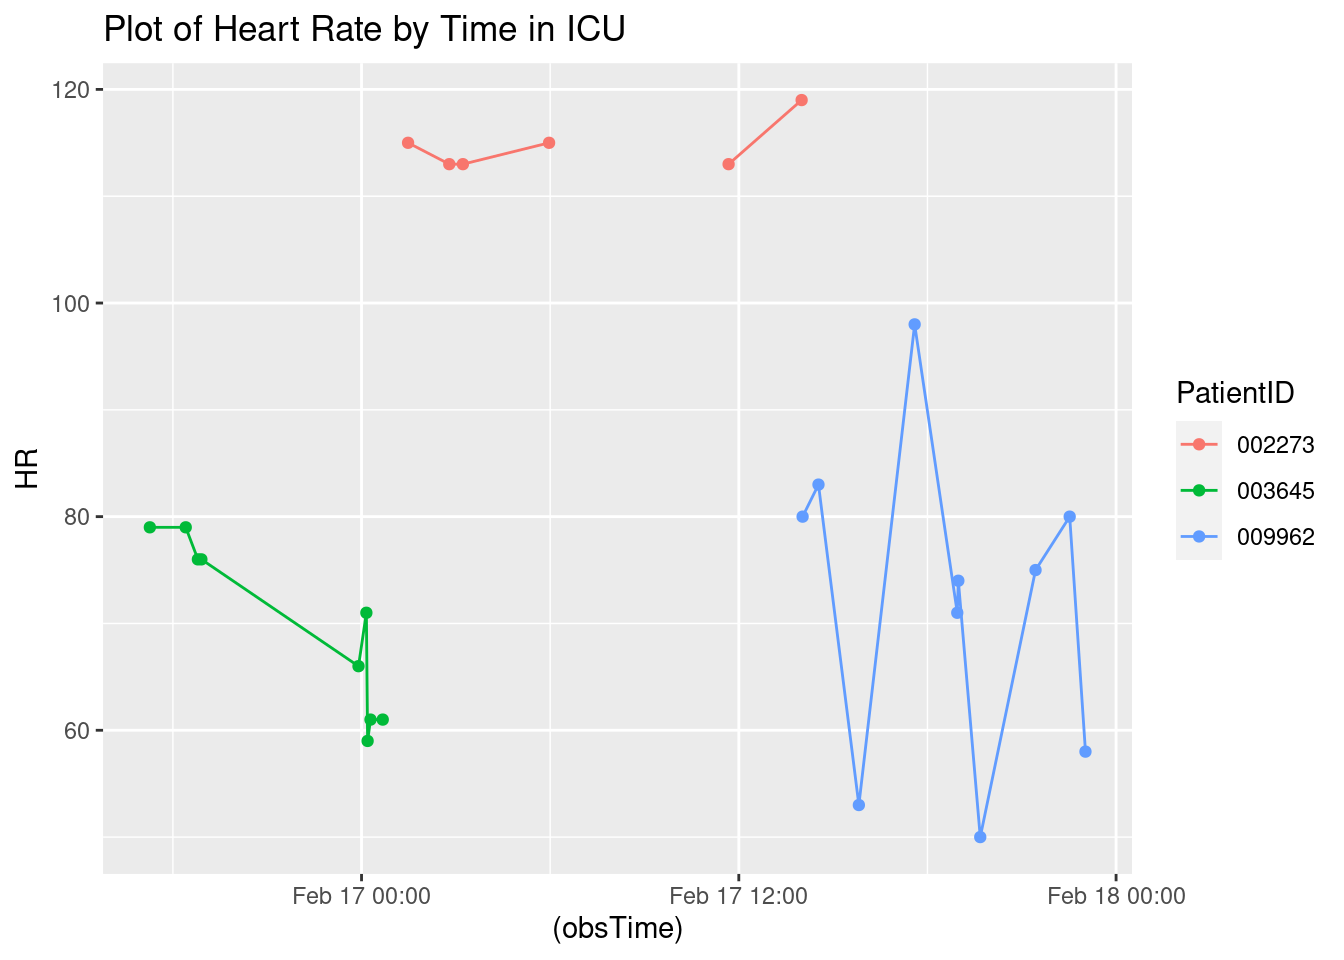 Plot of Heart Rate by Time in ICU
120
100
80
60
HR
Feb 17 00:00
Feb 17 12:00
Feb 18 00:00
(obsTime)
PatientID
002273
003645
009962